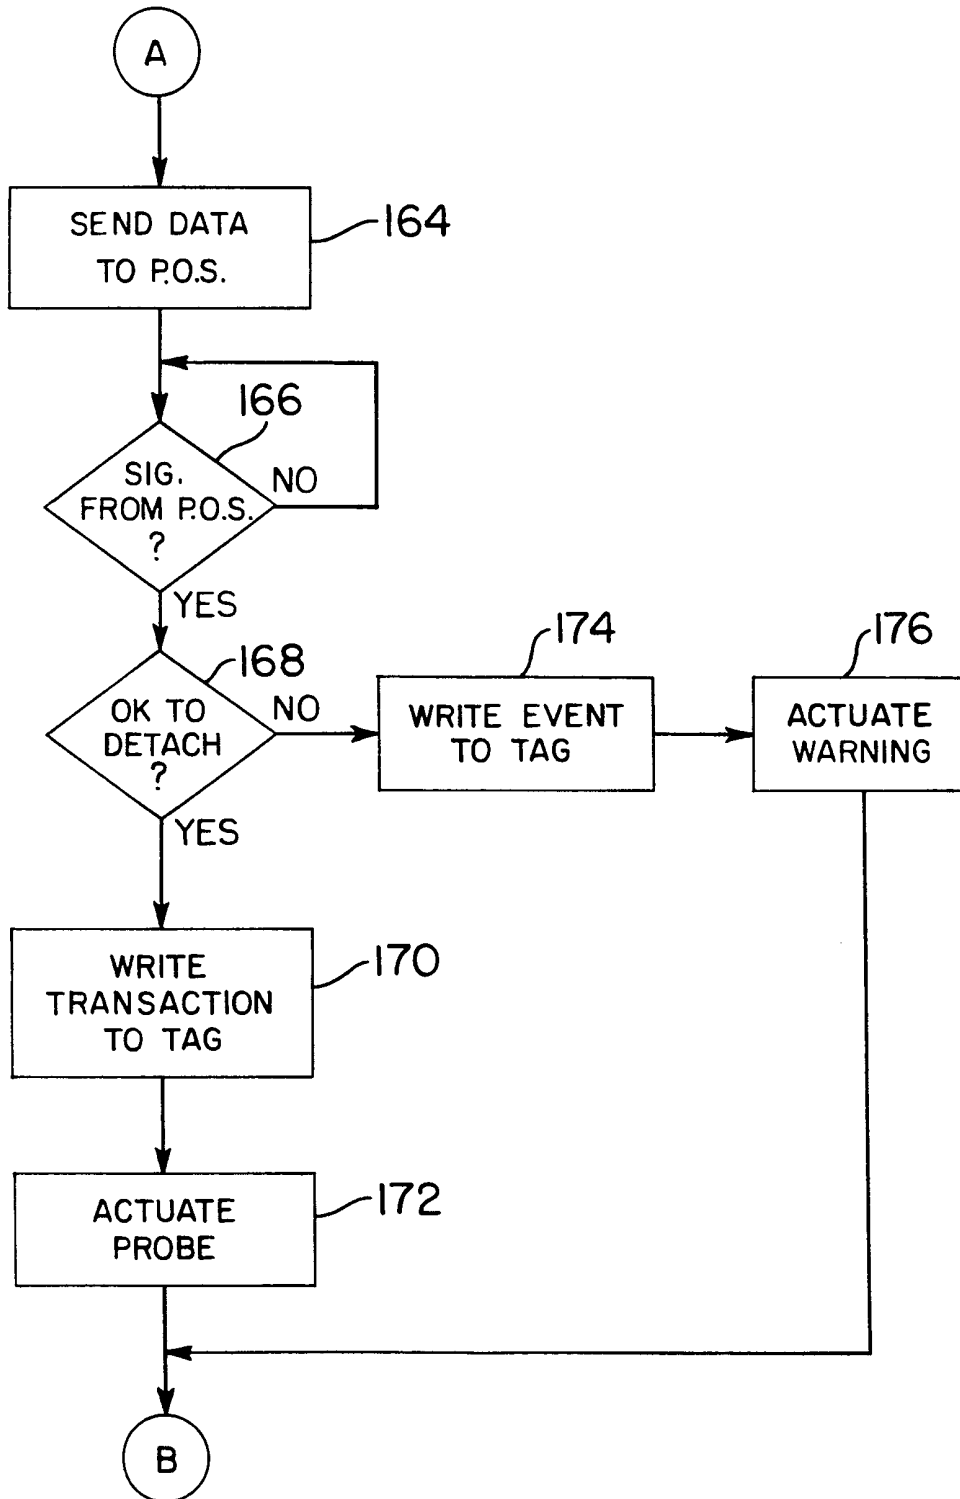 A
SEND DATA
TO P.O.S.
164
166
SIG.
FROM P.O.S.
?
NO
YES
168
OK TO
DETACH
?
NO
YES
174
WRITE EVENT
TO TAG
176
ACTUATE
WARNING
WRITE
TRANSACTION
TO TAG
170
ACTUATE
PROBE
172
B